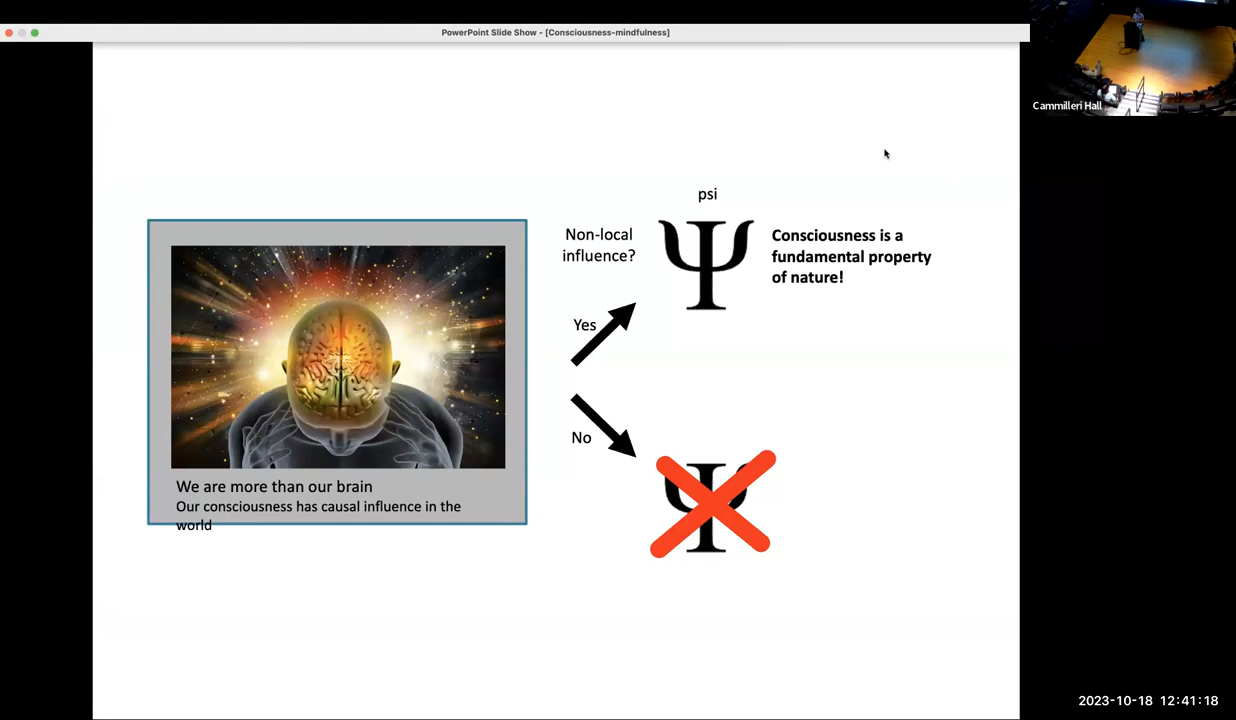 PowerPoint Slide Show - [Consciousness-mindfulness]
Cammilleri Hall
psi
Non-local
influence?
Ψ
Consciousness is a
fundamental property
of nature!
Yes
No
Ψ
We are more than our brain
Our consciousness has causal influence in the
world
2023-10-18 12:41:18